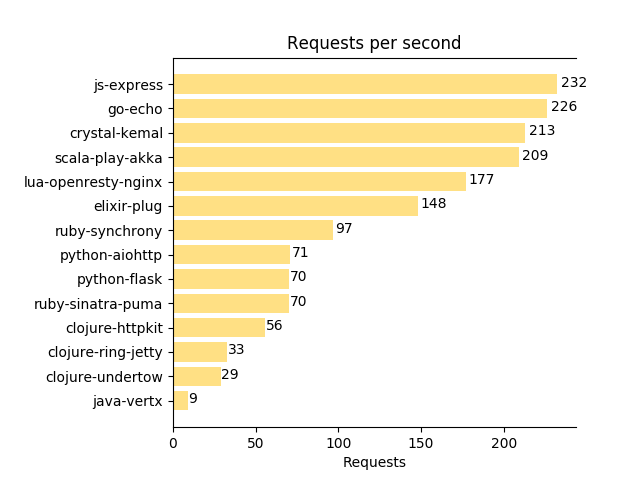 Requests per second
js-express 232
go-echo 226
crystal-kemal 213
scala-play-akka 209
lua-openresty-nginx 177
elixir-plug 148
ruby-synchrony 97
python-aiohttp 71
python-flask 70
ruby-sinatra-puma 70
clojure-httpkit 56
clojure-ring-jetty 33
clojure-undertow 29
java-vertx 9
0 50 100 150 200
Requests